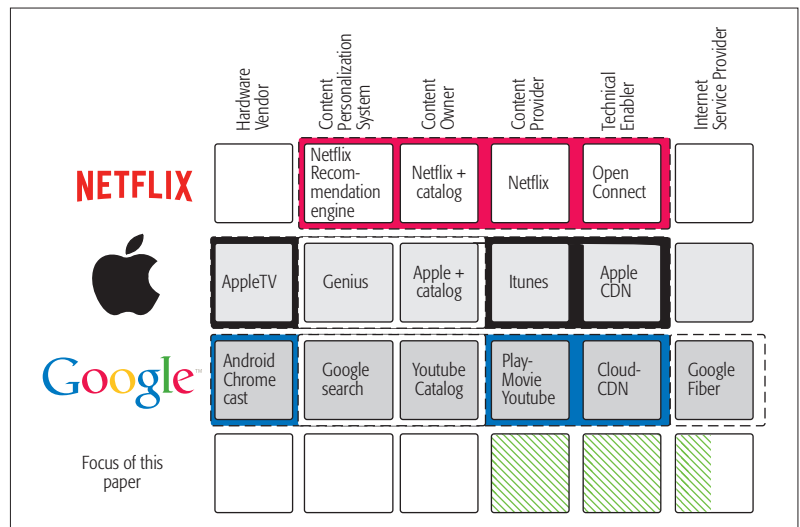 Hardware
Vendor
Content
Personalization
System
Content
Owner
Content
Provider
Technical
Enabler
Internet
Service Provider
NETFLIX
Netflix
Recom-
mendation
engine
Netflix +
catalog
Netflix
Open
Connect
AppleTV
Genius
Apple +
catalog
Itunes
Apple
CDN
Google™
Android
Chrome
cast
Google
search
Youtube
Catalog
Play-
Movie
Youtube
Cloud-
CDN
Google
Fiber
Focus of this
paper